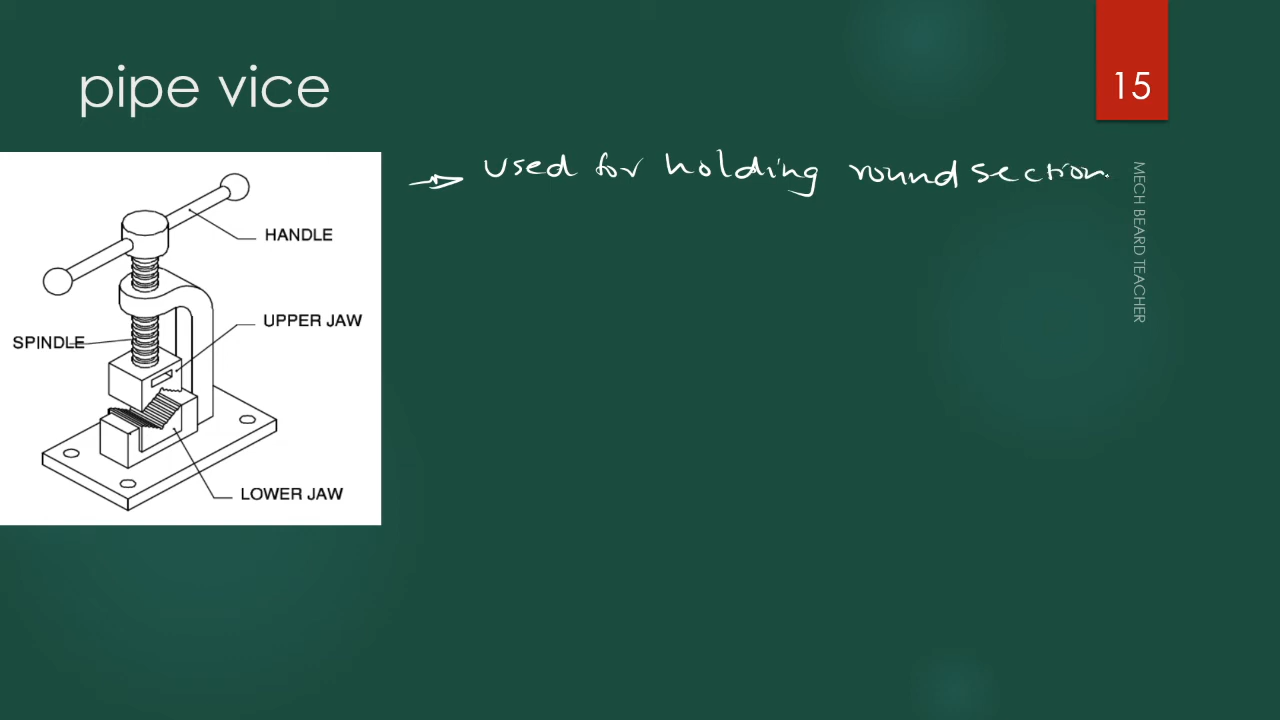 pipe vice
15
→ used for holding round section.
HANDLE
UPPER JAW
SPINDLE
LOWER JAW
MECH BEARD TEACHER